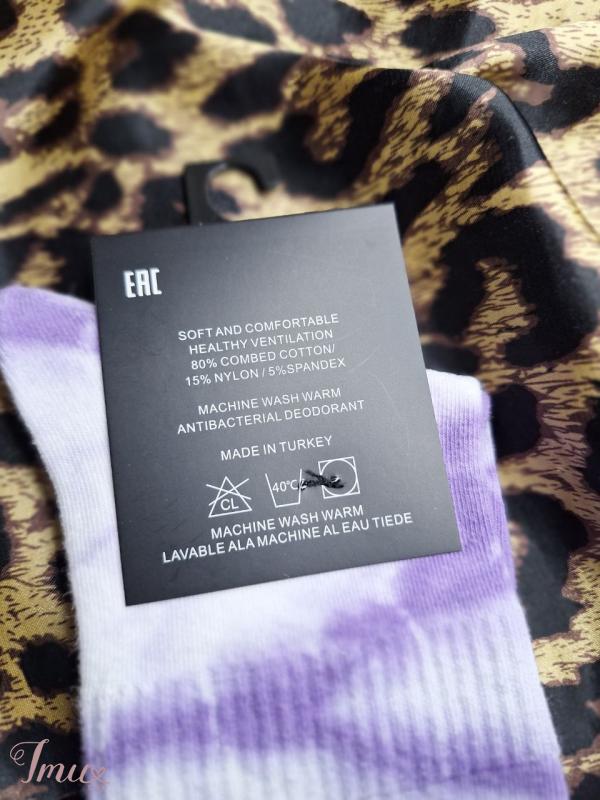 EAC
SOFT AND COMFORTABLE
HEALTHY VENTILATION
80% COMBED COTTON/
15% NYLON / 5%SPANDEX
MACHINE WASH WARM
ANTIBACTERIAL DEODORANT
MADE IN TURKEY
CL 40°C
MACHINE WASH WARM
LAVABLE ALA MACHINE AL EAU TIEDE
Imux